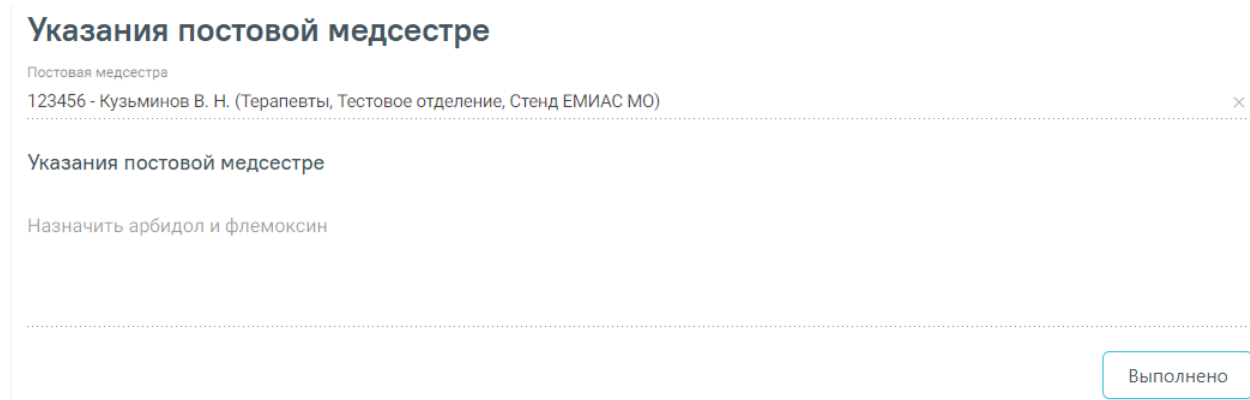 Указания постовой медсестре
Постовая медсестра
123456 - Кузьминов В. Н. (Терапевты, Тестовое отделение, Стенд ЕМИАС МО)
Указания постовой медсестре
Назначить арбидол и флемоксин
Выполнено